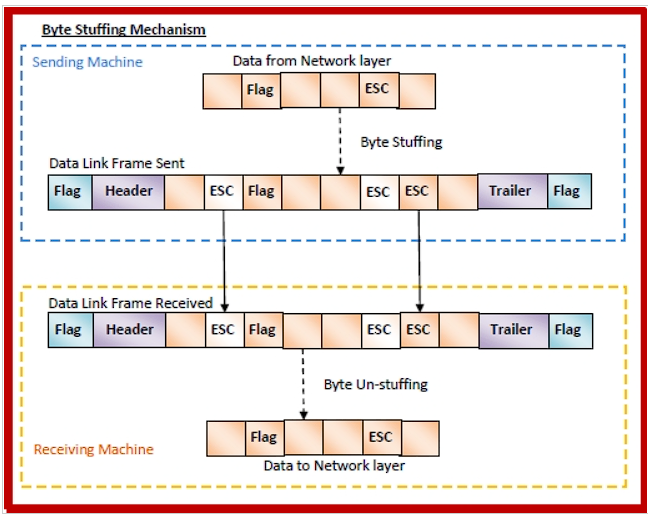 Byte Stuffing Mechanism
Sending Machine
Data from Network layer
Flag ESC
Byte Stuffing
Data Link Frame Sent
Flag Header ESC Flag ESC ESC Trailer Flag
Data Link Frame Received
Flag Header ESC Flag ESC ESC Trailer Flag
Byte Un-stuffing
Flag ESC
Receiving Machine
Data to Network layer